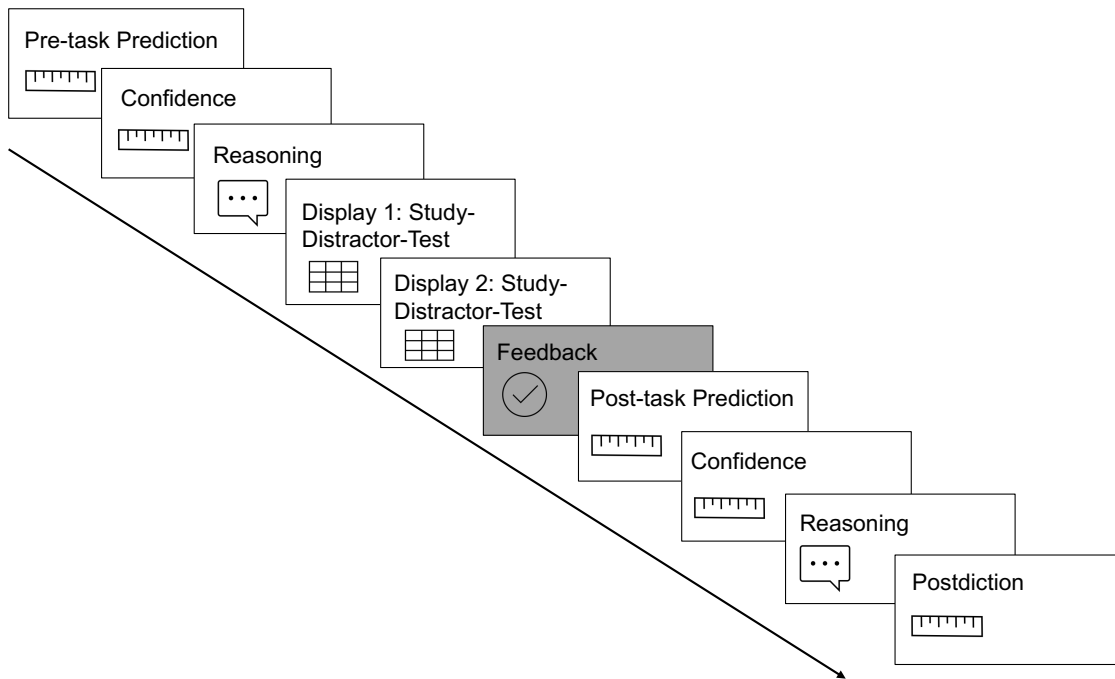 Pre-task Prediction
Confidence
Reasoning
Display 1: Study-
Distractor-Test
Display 2: Study-
Distractor-Test
Feedback
Post-task Prediction
Confidence
Reasoning
Postdiction